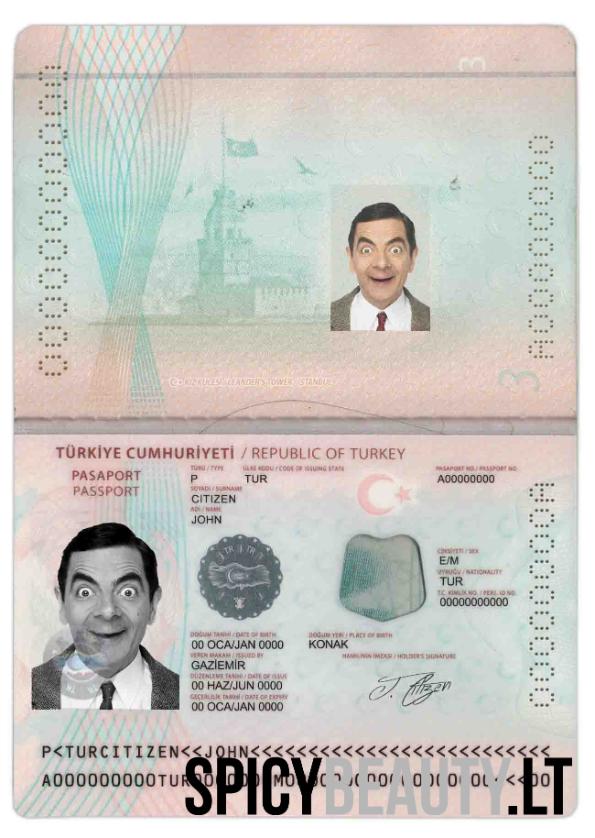 3
KIZ KULESİ / LEANDER'S TOWER - İSTANBUL
3
TÜRKİYE CUMHURİYETİ / REPUBLIC OF TURKEY
PASAPORT
PASSPORT
TÜRÜ / TYPE
ÜLKE KODU / CODE OF ISSUING STATE
PASAPORT NO. / PASSPORT NO
P
TUR
A00000000
SOYADI / SURNAME
CITIZEN
ADI / NAME
JOHN
CİNSİYETİ / SEX
E/M
UYRUĞU / NATIONALITY
TUR
T.C. KİMLİK NO. / PERS. ID NO.
00000000000
DOĞUM TARİHİ / DATE OF BIRTH
DOĞUM YERİ / PLACE OF BIRTH
00 OCA/JAN 0000
KONAK
VEREN MAKAM / ISSUED BY
HAMİLİNİN İMZASI / HOLDER'S SIGNATURE
GAZİEMİR
DÜZENLENME TARİHİ / DATE OF ISSUE
00 HAZ/JUN 0000
J. Citizen
GEÇERLİLİK TARİHİ / DATE OF EXPIRY
00 OCA/JAN 0000
P<TURCITIZEN<<JOHN<<<<<<<<<<<<<<<<<<<<<<<<<<
SPICYBEAUTY.LT